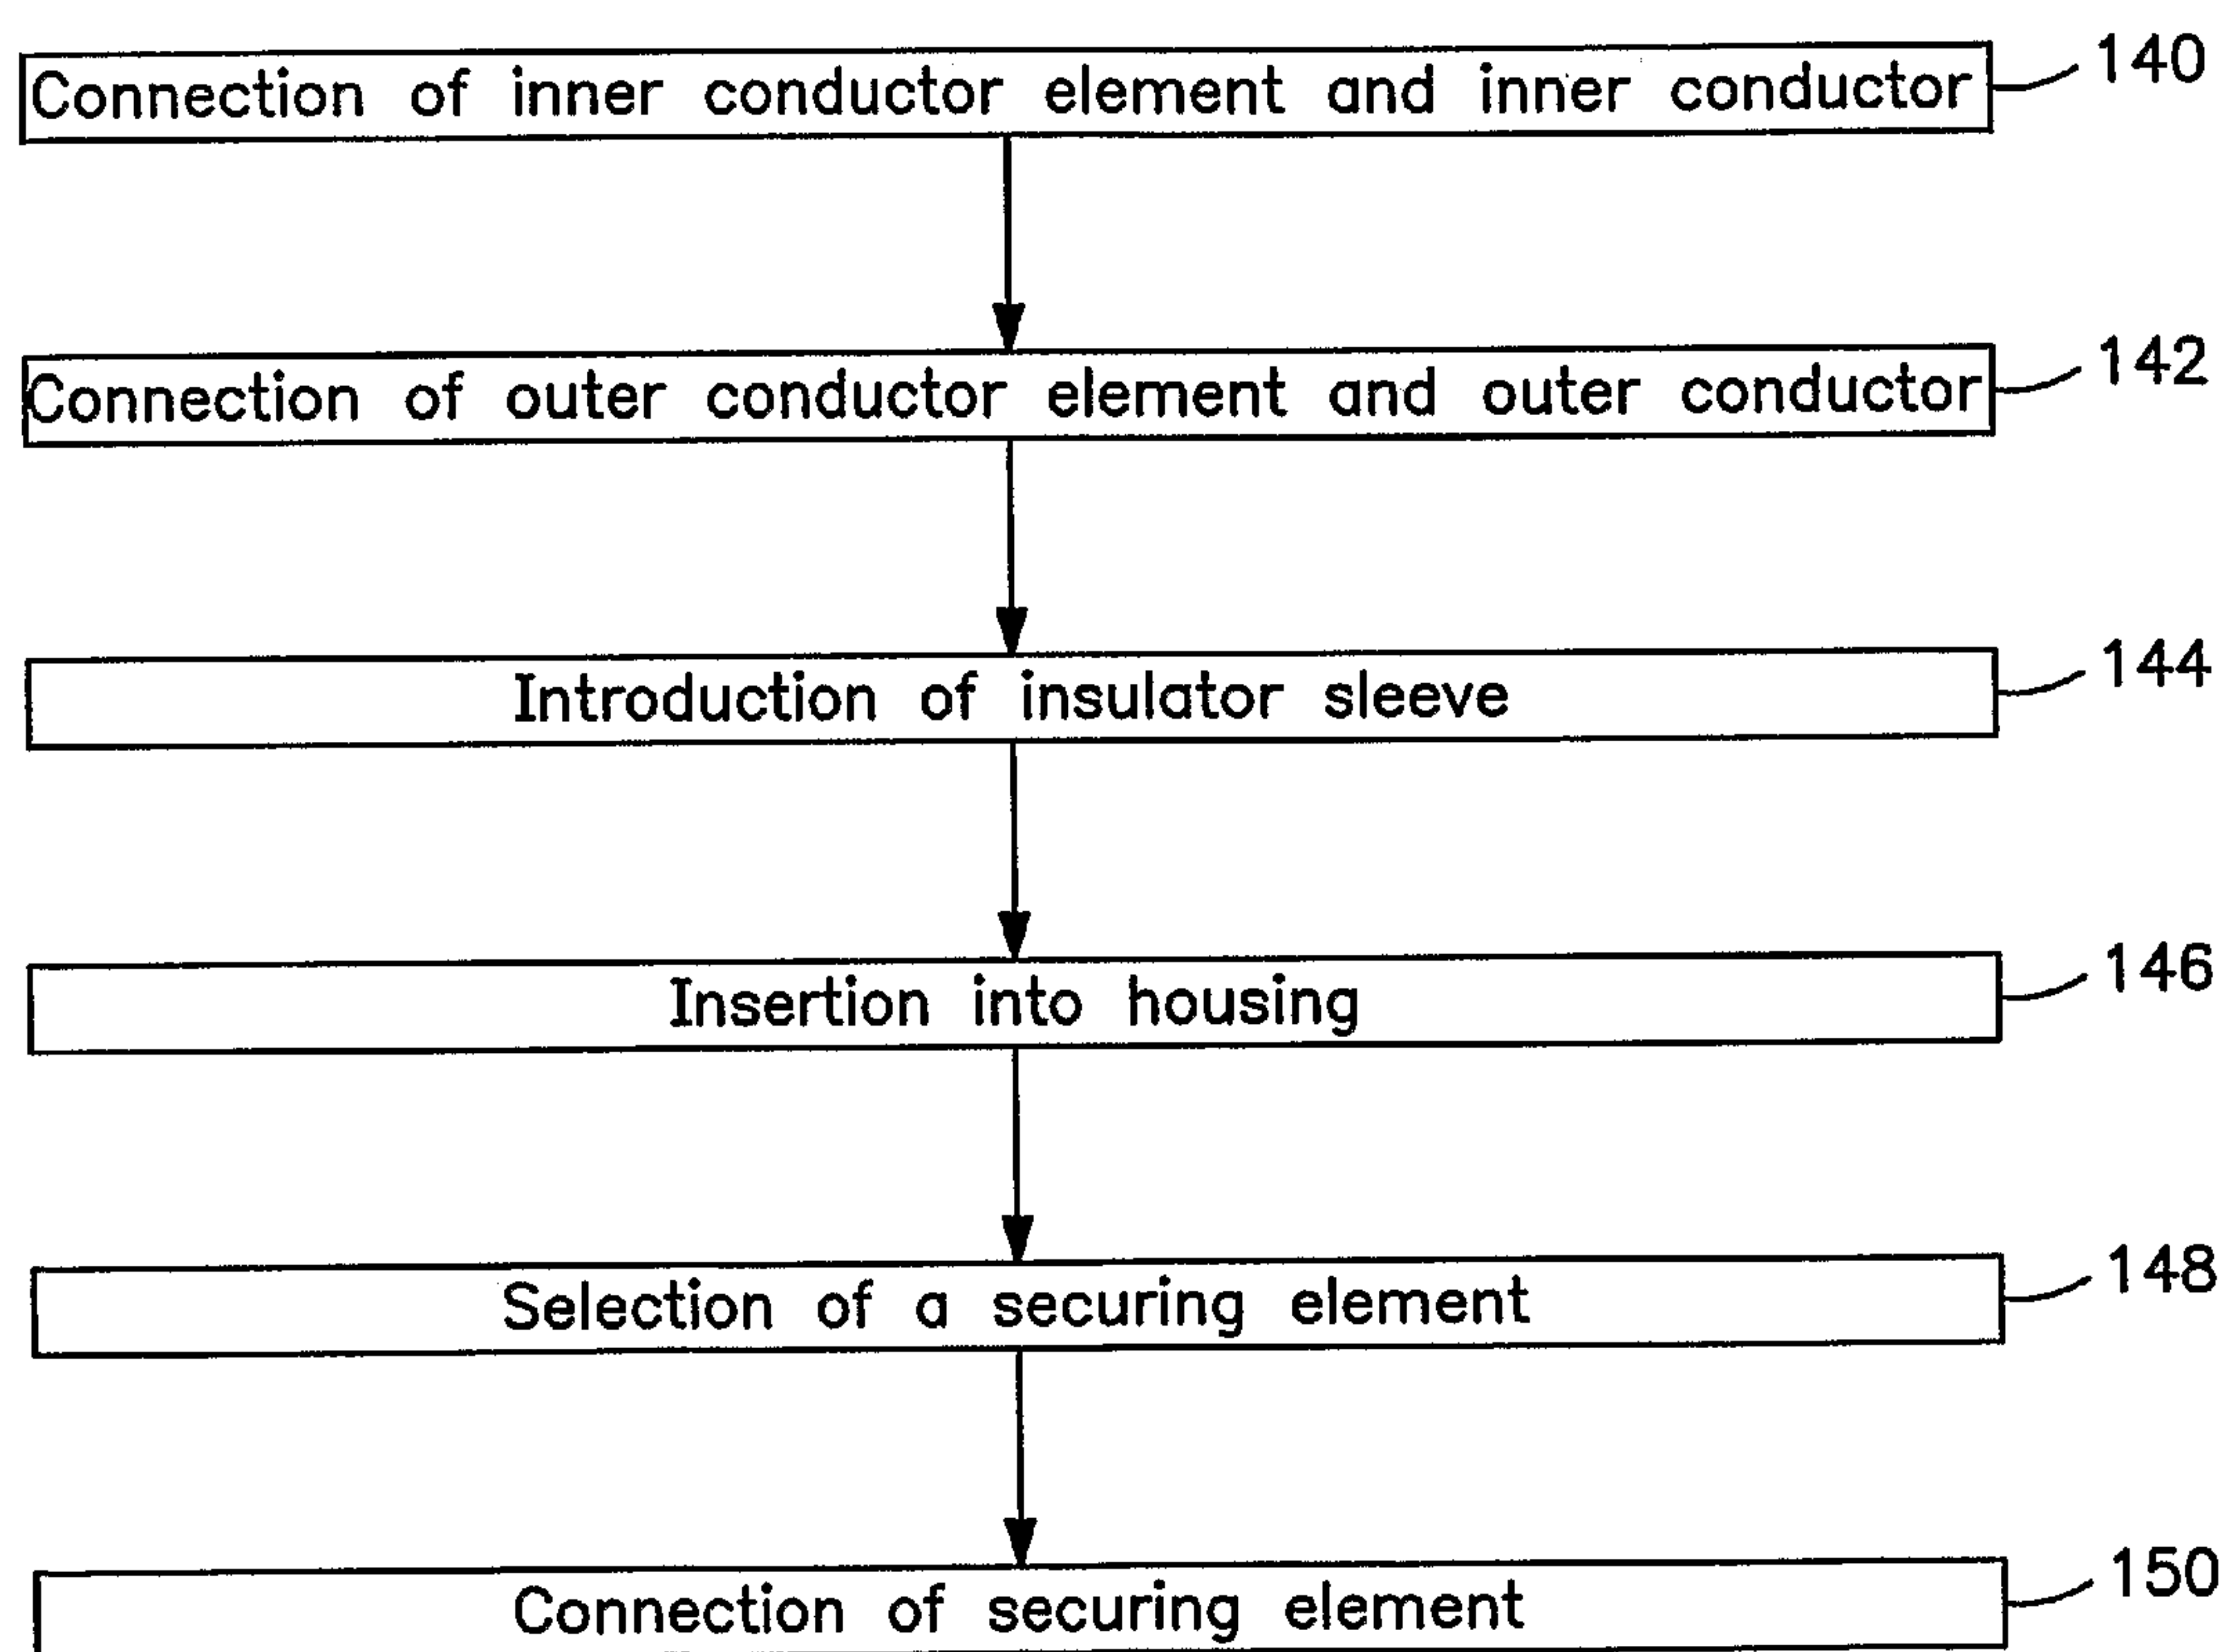 Connection of inner conductor element and inner conductor 140
Connection of outer conductor element and outer conductor 142
Introduction of insulator sleeve 144
Insertion into housing 146
Selection of a securing element 148
Connection of securing element 150